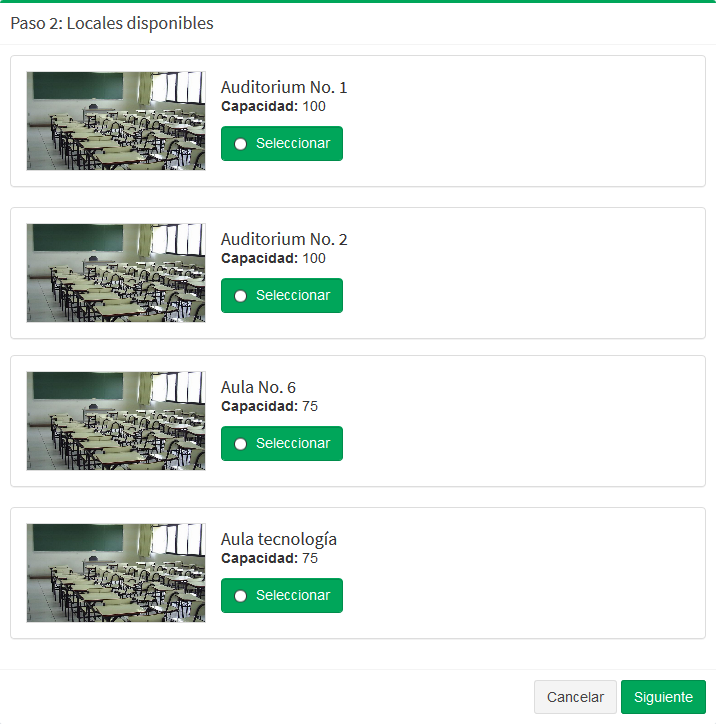 Paso 2: Locales disponibles
Auditorium No. 1
Capacidad: 100
Seleccionar
Auditorium No. 2
Capacidad: 100
Seleccionar
Aula No. 6
Capacidad: 75
Seleccionar
Aula tecnología
Capacidad: 75
Seleccionar
Cancelar Siguiente